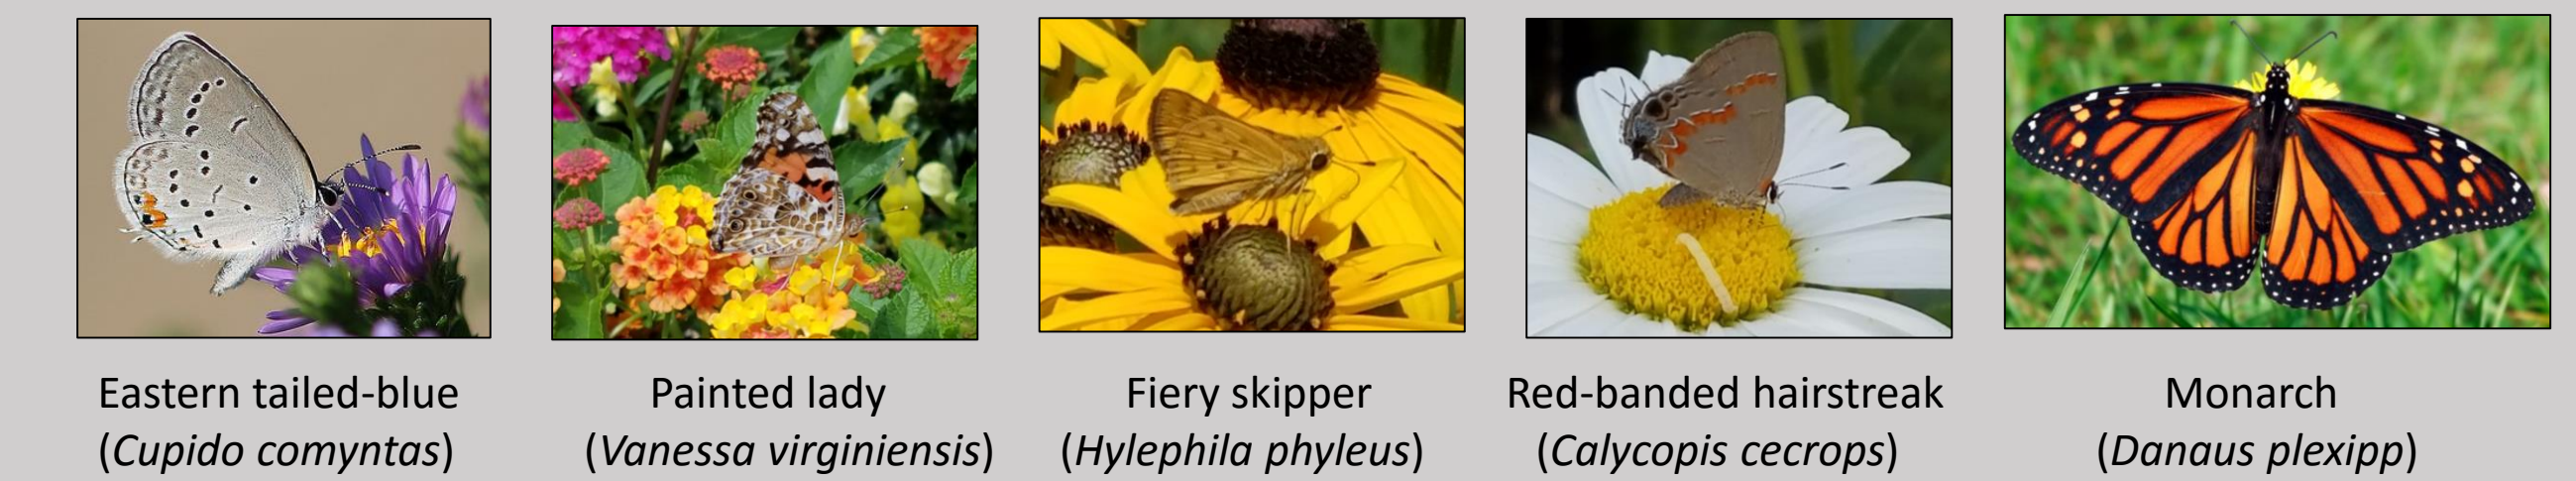 Eastern tailed-blue
(Cupido comyntas)
Painted lady
(Vanessa virginiensis)
Fiery skipper
(Hylephila phyleus)
Red-banded hairstreak
(Calycopis cecrops)
Monarch
(Danaus plexipp)